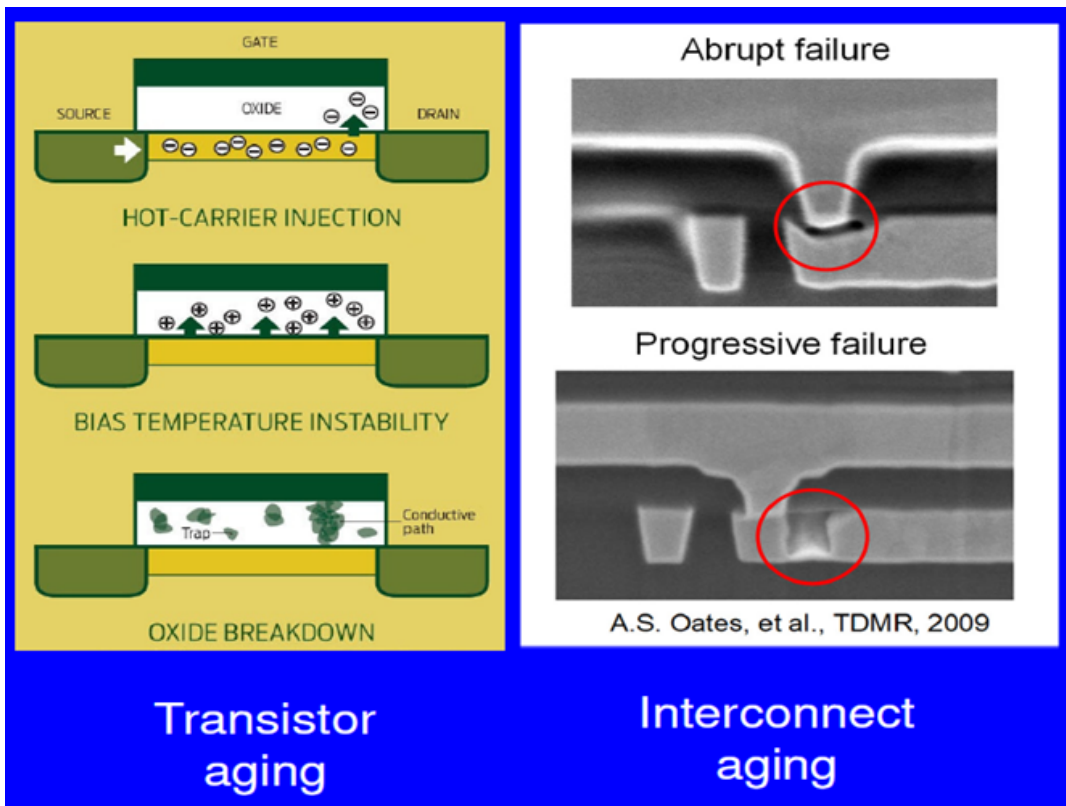 GATE
SOURCE
OXIDE
DRAIN
HOT-CARRIER INJECTION
BIAS TEMPERATURE INSTABILITY
Trap
Conductive
path
OXIDE BREAKDOWN
Transistor
aging
Abrupt failure
Progressive failure
A.S. Oates, et al., TDMR, 2009
Interconnect
aging